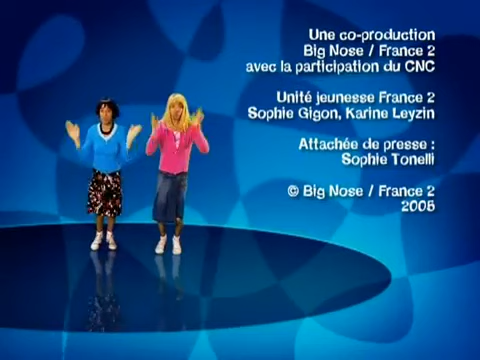 Une co-production
Big Nose / France 2
avec la participation du CNC
Unité jeunesse France 2
Sophie Gigon, Karine Leyzin
Attachée de presse :
Sophie Tonelli
© Big Nose / France 2
2005